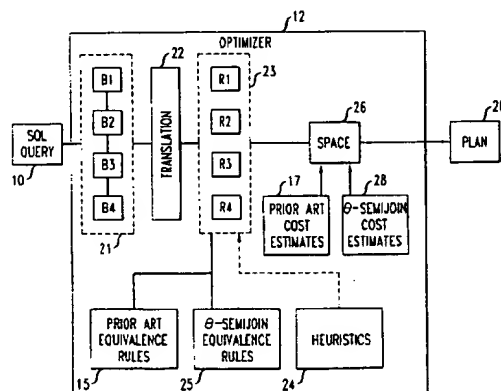 12
OPTIMIZER
22
23
B1
B2
B3
B4
21
TRANSLATION
R1
R2
R3
R4
SQL
QUERY
10
26
SPACE
PLAN
17
PRIOR ART
COST
ESTIMATES
28
θ-SEMIJOIN
COST
ESTIMATES
PRIOR ART
EQUIVALENCE
RULES
15
θ-SEMIJOIN
EQUIVALENCE
RULES
25
HEURISTICS
24